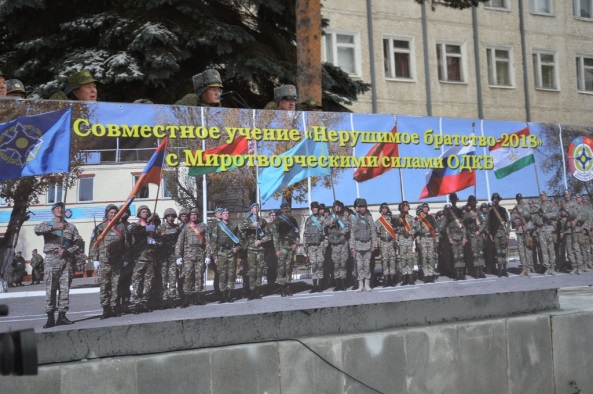 Совместное учение «Нерушимое братство-2018»
с Миротворческими силами ОДКБ